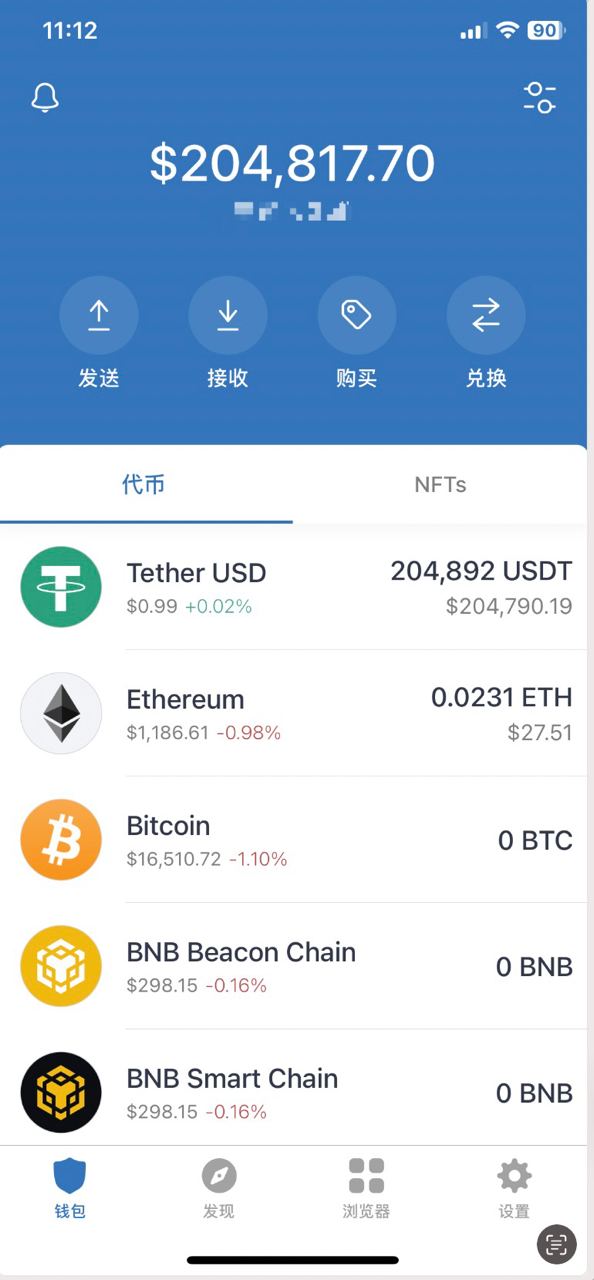 11:12
90
$204,817.70
发送 接收 购买 兑换
代币 NFTs
Tether USD 204,892 USDT
$0.99 +0.02% $204,790.19
Ethereum 0.0231 ETH
$1,186.61 -0.98% $27.51
Bitcoin 0 BTC
$16,510.72 -1.10%
BNB Beacon Chain 0 BNB
$298.15 -0.16%
BNB Smart Chain 0 BNB
$298.15 -0.16%
钱包 发现 浏览器 设置